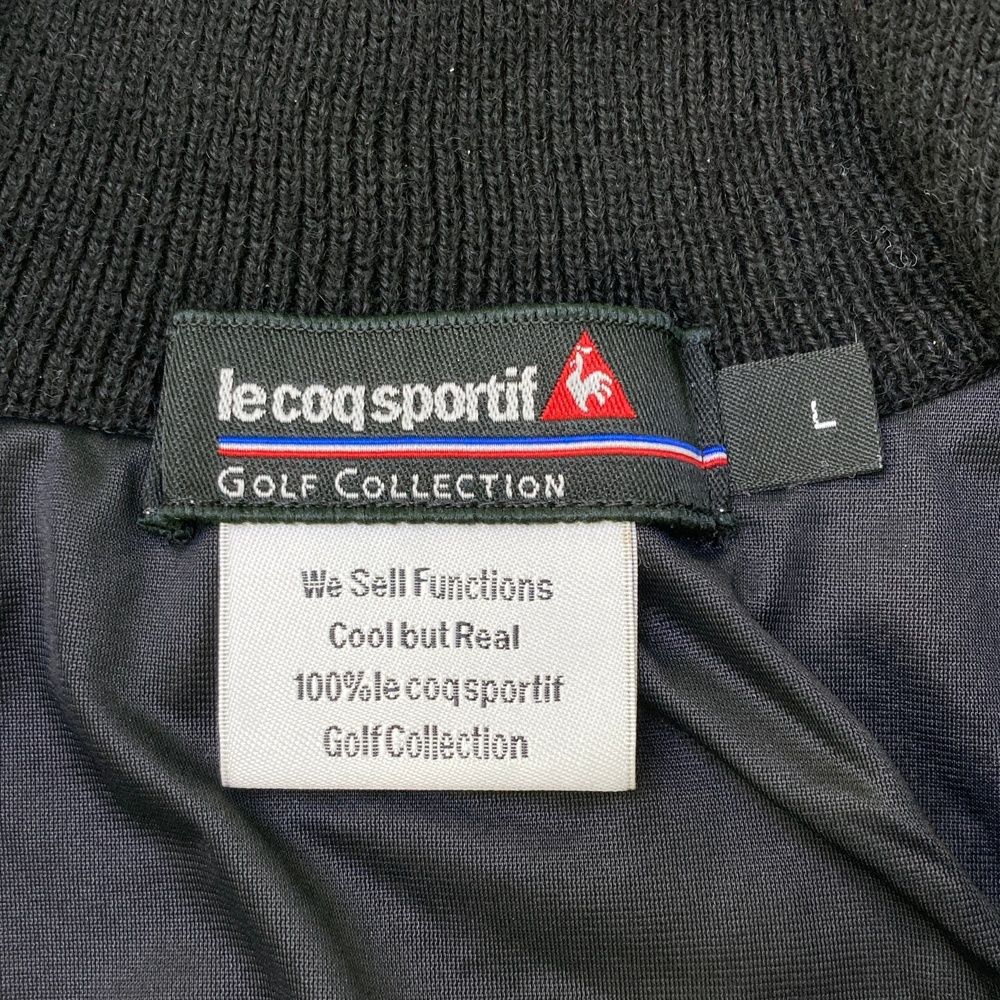 le coq sportif
GOLF COLLECTION
L
We Sell Functions
Cool but Real
100% le coq sportif
Golf Collection